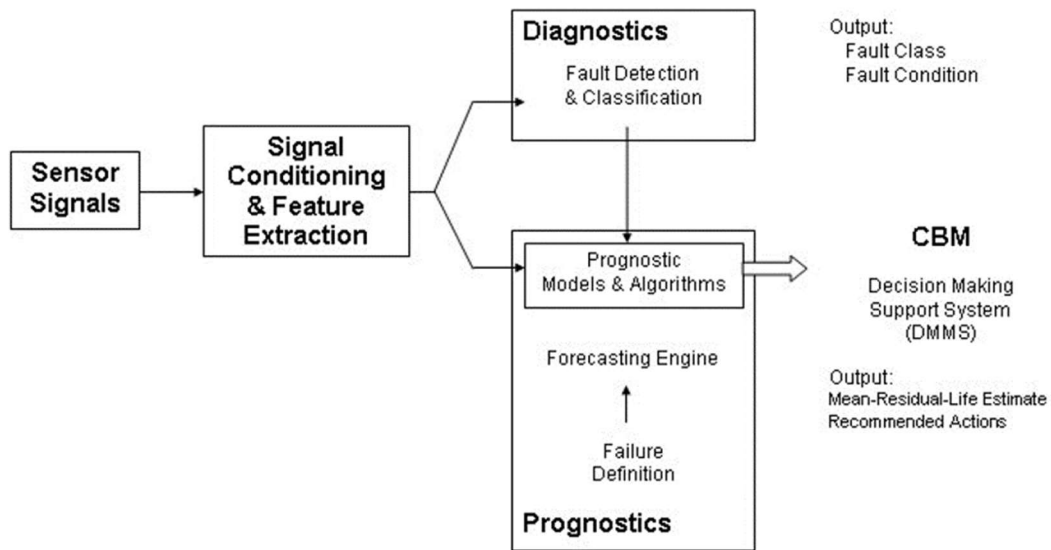 Sensor
Signals
Signal
Conditioning
& Feature
Extraction
Diagnostics
Fault Detection
& Classification
Output:
Fault Class
Fault Condition
Prognostic
Models & Algorithms
Forecasting Engine
Failure
Definition
Prognostics
CBM
Decision Making
Support System
(DMMS)
Output:
Mean-Residual-Life Estimate
Recommended Actions